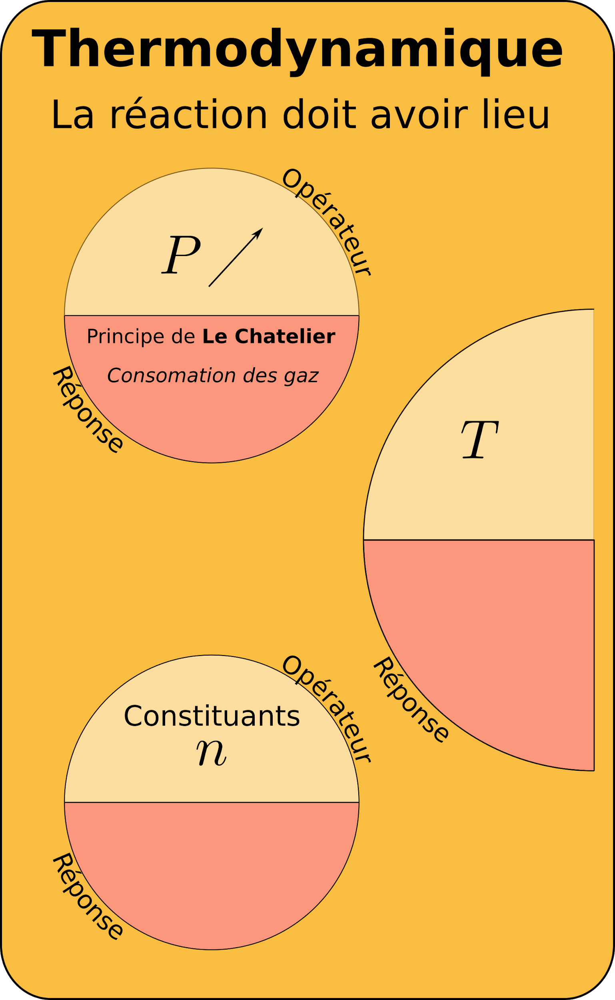 Thermodynamique
La réaction doit avoir lieu
Opérateur
P
Principe de Le Chatelier
Consomation des gaz
Réponse
T
Réponse
Opérateur
Constituants
n
Réponse